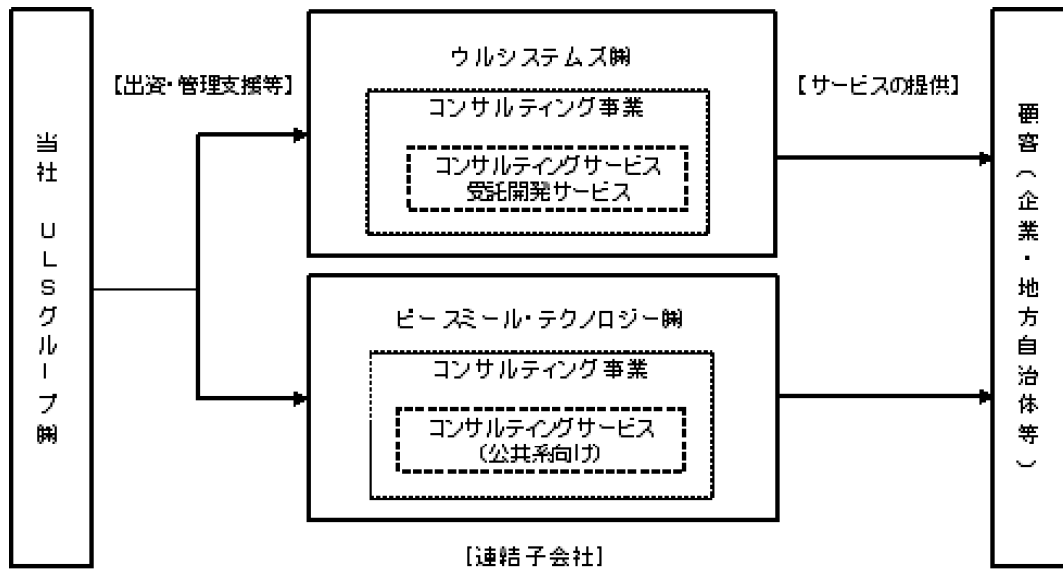 当社 ULSグループ㈱
【出資・管理支援等】
ウルシステムズ㈱
コンサルティング事業
コンサルティングサービス
受託開発サービス
ピースミール・テクノロジー㈱
コンサルティング事業
コンサルティングサービス
(公共系向け)
[連結子会社]
【サービスの提供】
顧客(企業・地方自治体等)